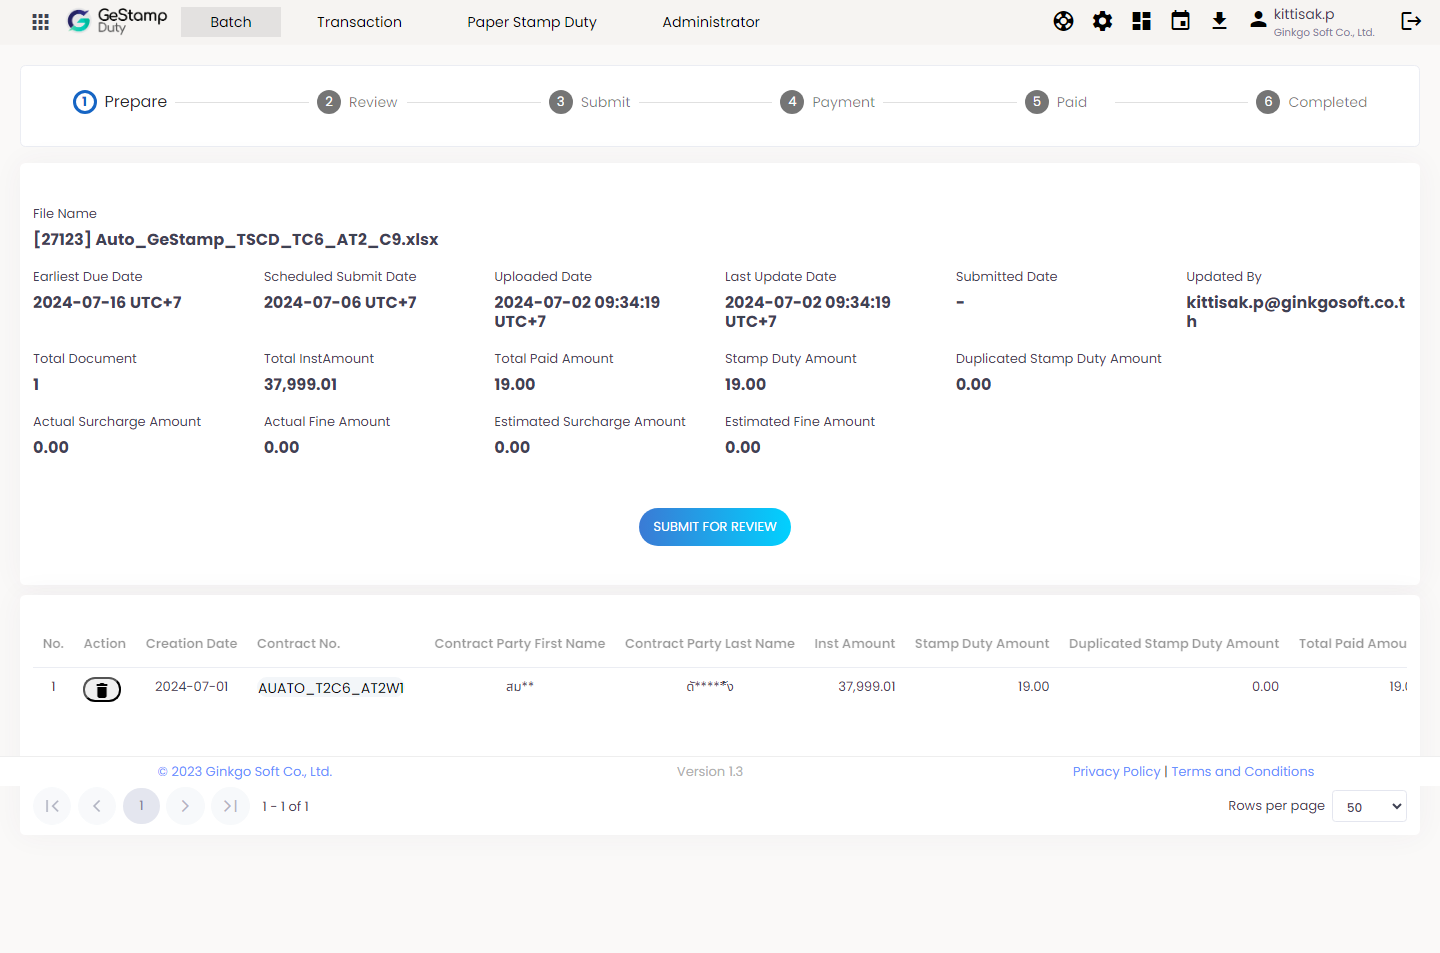 GeStamp
Duty
Batch
Transaction
Paper Stamp Duty
Administrator
kittisak.p
Ginkgo Soft Co., Ltd.
1 Prepare
2 Review
3 Submit
4 Payment
5 Paid
6 Completed
File Name
[27123] Auto_GeStamp_TSCD_TC6_AT2_C9.xlsx
Earliest Due Date
Scheduled Submit Date
Uploaded Date
Last Update Date
Submitted Date
Updated By
2024-07-16 UTC+7
2024-07-06 UTC+7
2024-07-02 09:34:19
UTC+7
2024-07-02 09:34:19
UTC+7
-
kittisak.p@ginkgosoft.co.t
h
Total Document
Total InstAmount
Total Paid Amount
Stamp Duty Amount
Duplicated Stamp Duty Amount
1
37,999.01
19.00
19.00
0.00
Actual Surcharge Amount
Actual Fine Amount
Estimated Surcharge Amount
Estimated Fine Amount
0.00
0.00
0.00
0.00
SUBMIT FOR REVIEW
No. Action Creation Date Contract No. Contract Party First Name Contract Party Last Name Inst Amount Stamp Duty Amount Duplicated Stamp Duty Amount Total Paid Amou
1 2024-07-01 AUATO_T2C6_AT2W1 สม** 37,999.01 19.00 0.00 19.0
© 2023 Ginkgo Soft Co., Ltd.
Version 1.3
Privacy Policy | Terms and Conditions
1
1 - 1 of 1
Rows per page 50